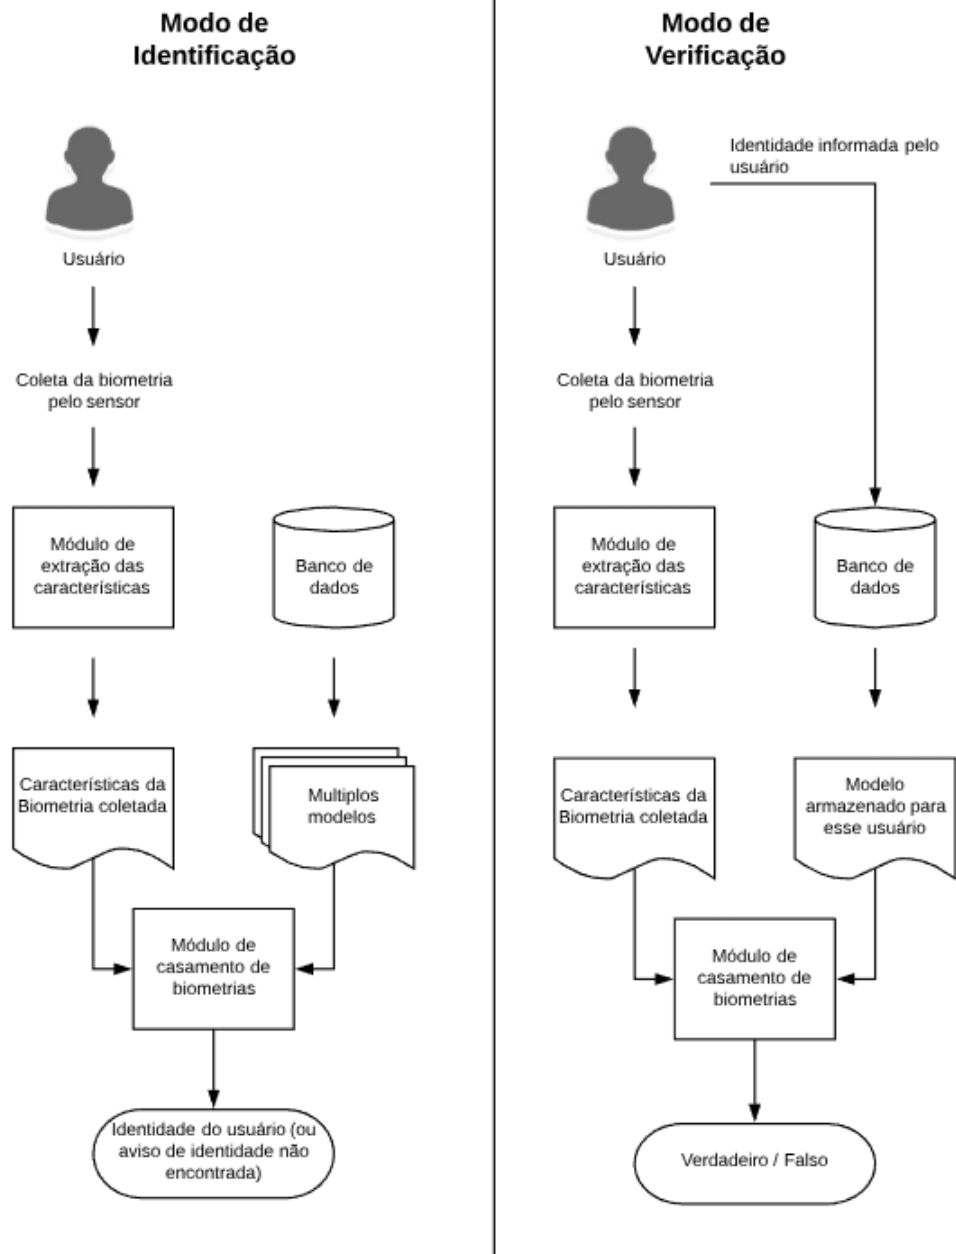 Modo de
Identificação
Usuário
Coleta da biometria
pelo sensor
Módulo de
extração das
características
Banco de
dados
Características da
Biometria coletada
Multiplos
modelos
Módulo de
casamento de
biometrias
Identidade do usuário (ou
aviso de identidade não
encontrada)
Modo de
Verificação
Identidade informada pelo
usuário
Usuário
Coleta da biometria
pelo sensor
Módulo de
extração das
características
Banco de
dados
Características da
Biometria coletada
Modelo
armazenado para
esse usuário
Módulo de
casamento de
biometrias
Verdadeiro / Falso